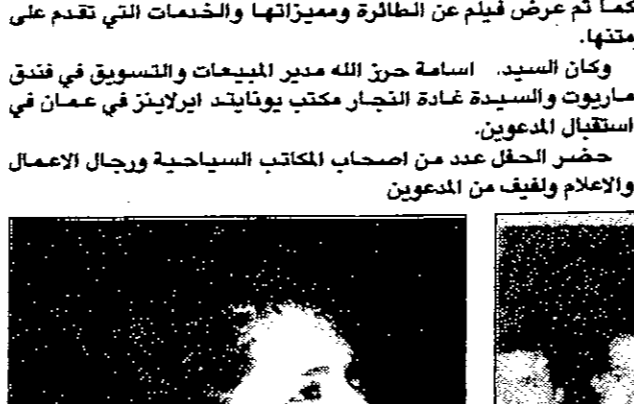 كما تم عرض فيلم عن الطائرة ومميزاتها والخدمات التي تقدم على
متنها.
وكان السيد. اسامة حرز الله مدير المبيعات والتسويق في فندق
ماريوت والسيدة غادة النجار مكتب يونايتد ايرلاينز في عمان في
استقبال المدعوين.
حضر الحفل عدد من اصحاب المكاتب السياحية ورجال الاعمال
والاعلام ولفيف من المدعوين